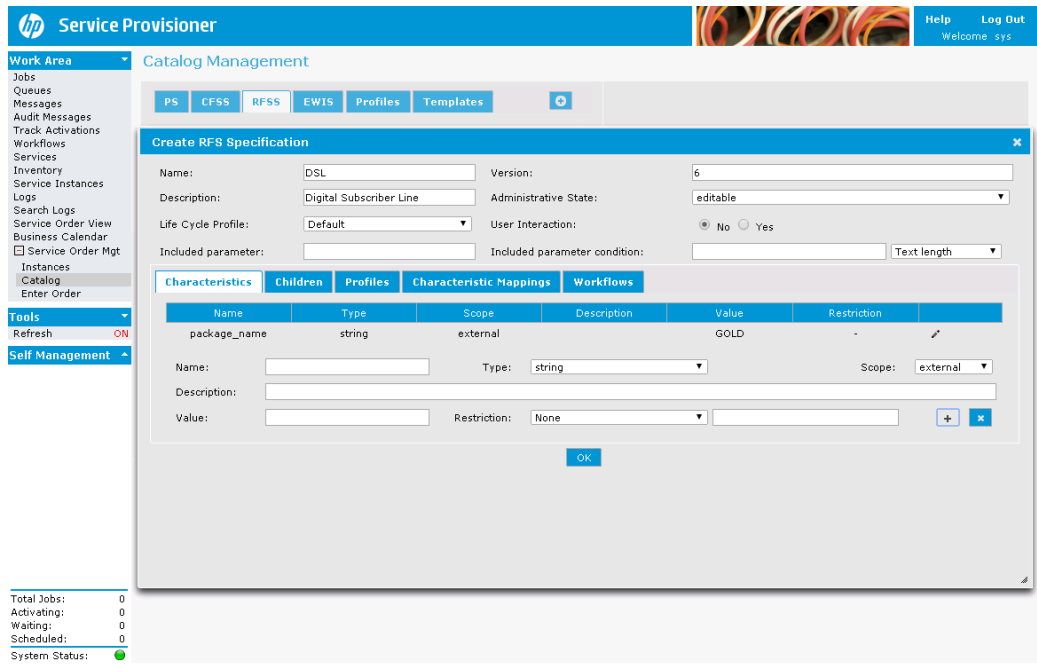 hp Service Provisioner
Help Log Out
Welcome sys
Work Area
Jobs
Queues
Messages
Audit Messages
Track Activations
Workflows
Services
Inventory
Service Instances
Logs
Search Logs
Service Order View
Business Calendar
Service Order Mgt
Instances
Catalog
Enter Order
Tools
Refresh ON
Self Management
Total Jobs: 0
Activating: 0
Waiting: 0
Scheduled: 0
System Status:
Catalog Management
PS CFSS RFSS EWIS Profiles Templates
Create RFS Specification
Name: DSL Version: 6
Description: Digital Subscriber Line Administrative State: editable
Life Cycle Profile: Default User Interaction: No Yes
Included parameter: Included parameter condition: Text length
Characteristics Children Profiles Characteristic Mappings Workflows
Name Type Scope Description Value Restriction
package_name string external GOLD -
Name: Type: string Scope: external
Description:
Value: Restriction: None +
OK